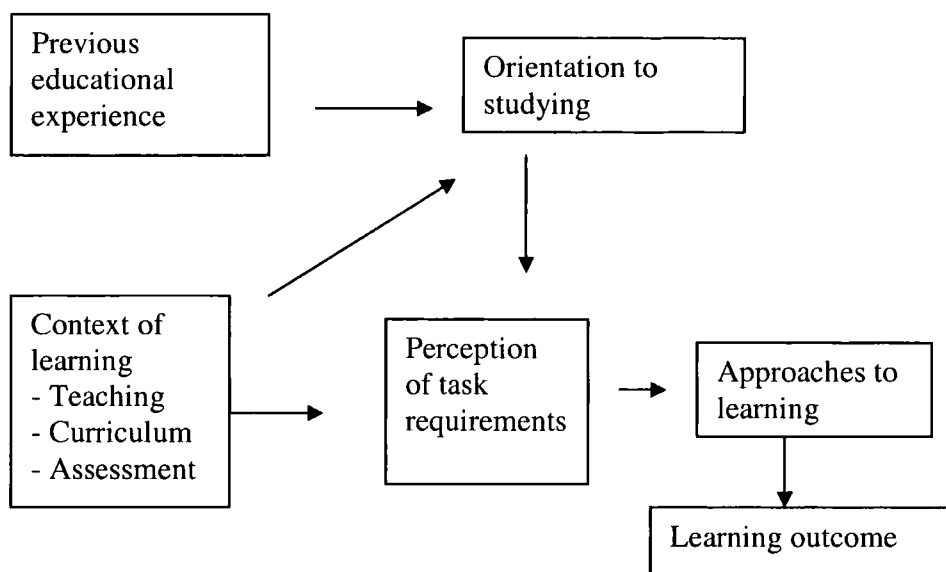 Previous
educational
experience
Orientation to
studying
Context of
learning
- Teaching
- Curriculum
- Assessment
Perception
of task
requirements
Approaches to
learning
Learning outcome